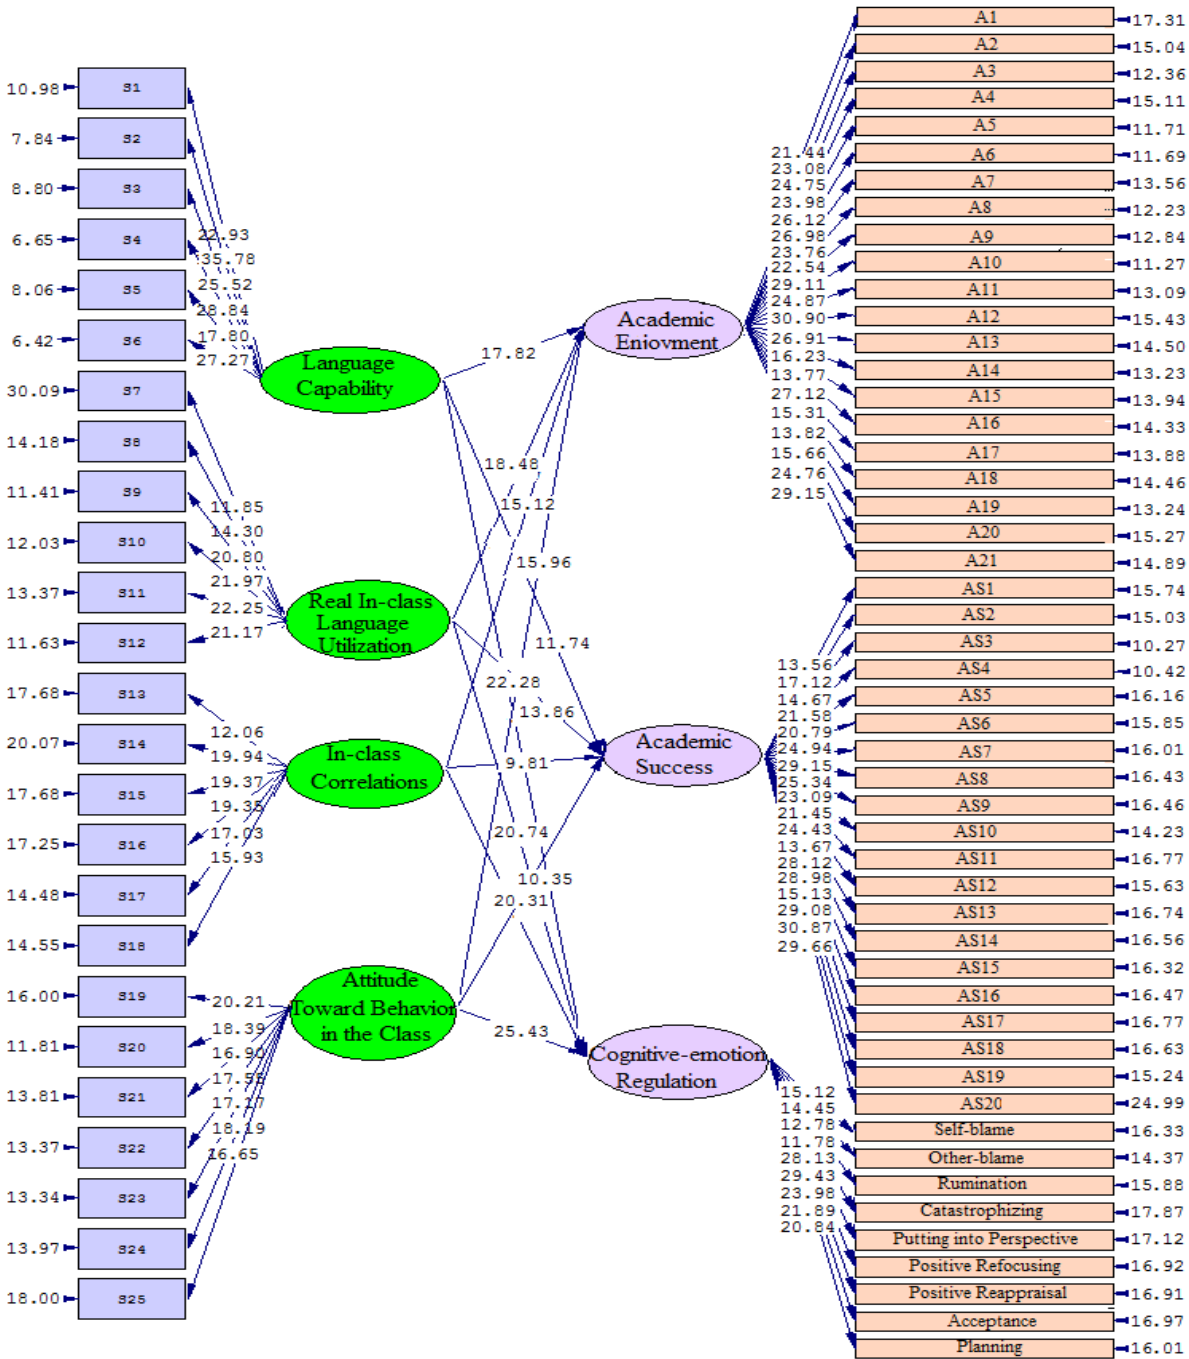 10.98 S1
7.84 S2
8.80 S3
6.65 S4
8.06 S5
6.42 S6
30.09 S7
14.18 S8
11.41 S9
12.03 S10
13.37 S11
11.63 S12
17.68 S13
20.07 S14
17.68 S15
17.25 S16
14.48 S17
14.55 S18
16.00 S19
11.81 S20
13.81 S21
13.37 S22
13.34 S23
13.97 S24
18.00 S25
22.93
35.78
25.52
28.84
17.80
27.27
11.85
14.30
20.80
21.97
22.25
21.17
12.06
19.94
19.37
19.35
17.03
15.93
20.21
18.39
16.90
17.17
18.19
16.65
Language
Capability
Real In-class
Language
Utilization
In-class
Correlations
Attitude
Toward Behavior
in the Class
17.82
18.48
15.12
15.96
11.74
22.28
13.86
9.81
20.74
10.35
20.31
25.43
Academic
Eniovment
Academic
Success
Cognitive-emotion
Regulation
21.44
23.08
24.75
23.98
26.12
26.98
23.76
22.54
29.11
24.87
30.90
26.91
16.23
13.77
27.12
15.31
13.82
15.66
24.76
29.15
13.56
17.12
14.67
21.58
20.79
24.94
29.15
25.34
23.09
21.45
24.43
13.67
28.12
28.98
15.13
29.08
30.87
29.66
15.12
14.45
12.78
11.78
28.13
29.43
23.98
21.89
20.84
A1 17.31
A2 15.04
A3 12.36
A4 15.11
A5 11.71
A6 11.69
A7 13.56
A8 12.23
A9 12.84
A10 11.27
A11 13.09
A12 15.43
A13 14.50
A14 13.23
A15 13.94
A16 14.33
A17 13.88
A18 14.46
A19 13.24
A20 15.27
A21 14.89
AS1 15.74
AS2 15.03
AS3 10.27
AS4 10.42
AS5 16.16
AS6 15.85
AS7 16.01
AS8 16.43
AS9 16.46
AS10 14.23
AS11 16.77
AS12 15.63
AS13 16.74
AS14 16.56
AS15 16.32
AS16 16.47
AS17 16.77
AS18 16.63
AS19 15.24
AS20 24.99
Self-blame 16.33
Other-blame 14.37
Rumination 15.88
Catastrophizing 17.87
Putting into Perspective 17.12
Positive Refocusing 16.92
Positive Reappraisal 16.91
Acceptance 16.97
Planning 16.01